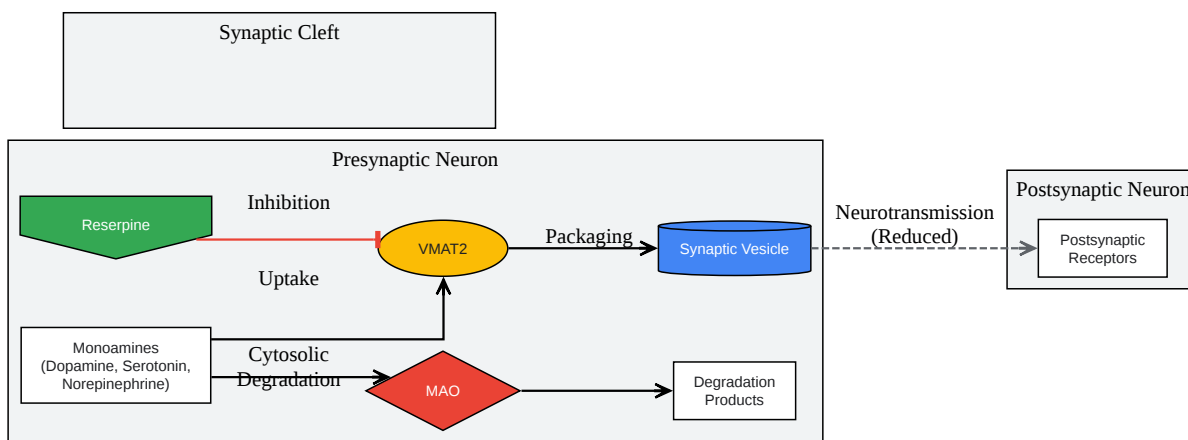 Synaptic Cleft
Presynaptic Neuron
Reserpine
Inhibition
VMAT2
Packaging
Synaptic Vesicle
Neurotransmission
(Reduced)
Postsynaptic Neuron
Postsynaptic
Receptors
Uptake
Monoamines
(Dopamine, Serotonin,
Norepinephrine)
Cytosolic
Degradation
MAO
Degradation
Products